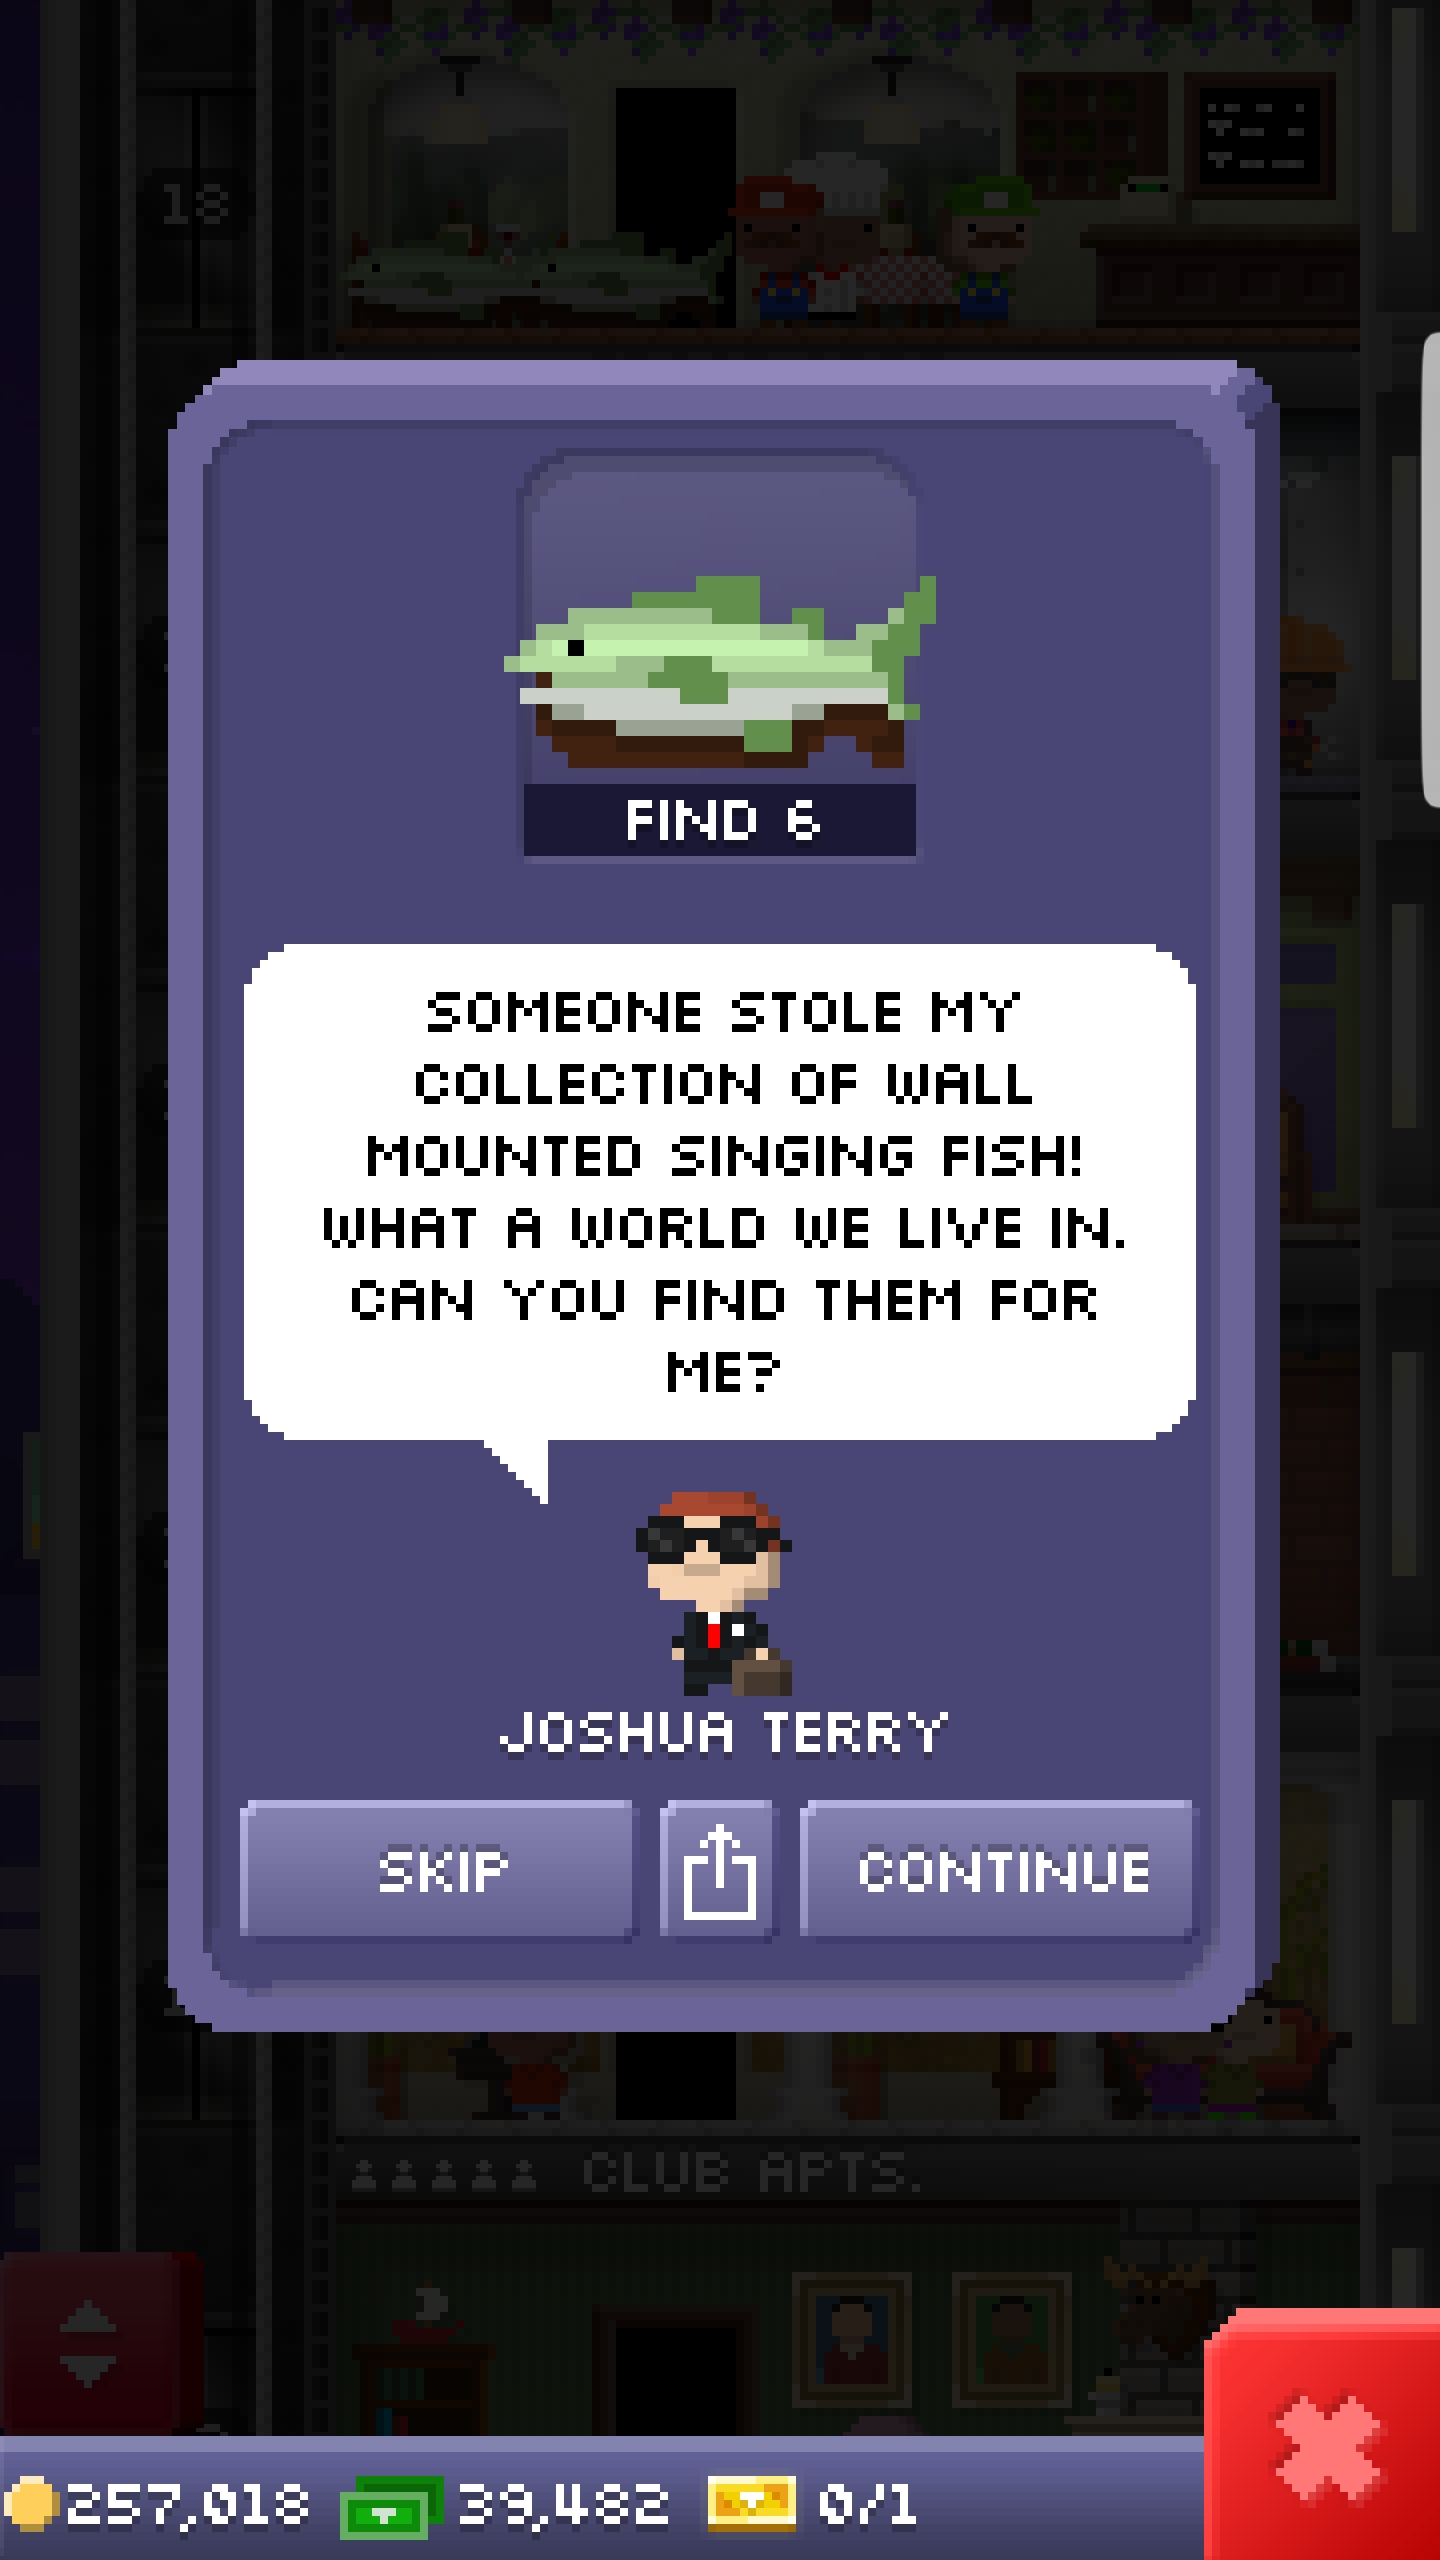 18
FIND 6
SOMEONE STOLE MY
COLLECTION OF WALL
MOUNTED SINGING FISH!
WHAT A WORLD WE LIVE IN.
CAN YOU FIND THEM FOR
ME?
JOSHUA TERRY
SKIP
CONTINUE
CLUB APTS.
257,018
39,482
0/1